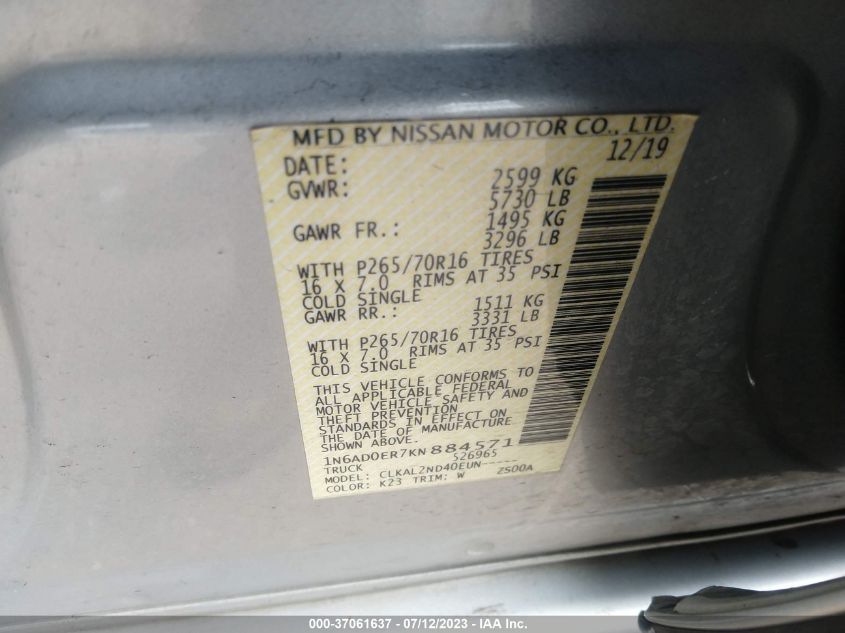 MFD BY NISSAN MOTOR CO., LTD.
DATE: 12/19
GVWR: 2599 KG
5730 LB
GAWR FR.: 1495 KG
3296 LB
WITH P265/70R16 TIRES
16 X 7.0 RIMS AT 35 PSI
COLD SINGLE
GAWR RR.: 1511 KG
3331 LB
WITH P265/70R16 TIRES
16 X 7.0 RIMS AT 35 PSI
COLD SINGLE
THIS VEHICLE CONFORMS TO
ALL APPLICABLE FEDERAL
MOTOR VEHICLE SAFETY AND
THEFT PREVENTION
STANDARDS IN EFFECT ON
THE DATE OF MANUFACTURE
SHOWN ABOVE.
1N6AD0ER7KN884571
TRUCK 526965
MODEL: CLKALZND40EUN-----
COLOR: K23 TRIM: W ZS00A
000-37061637 - 07/12/2023 - IAA Inc.